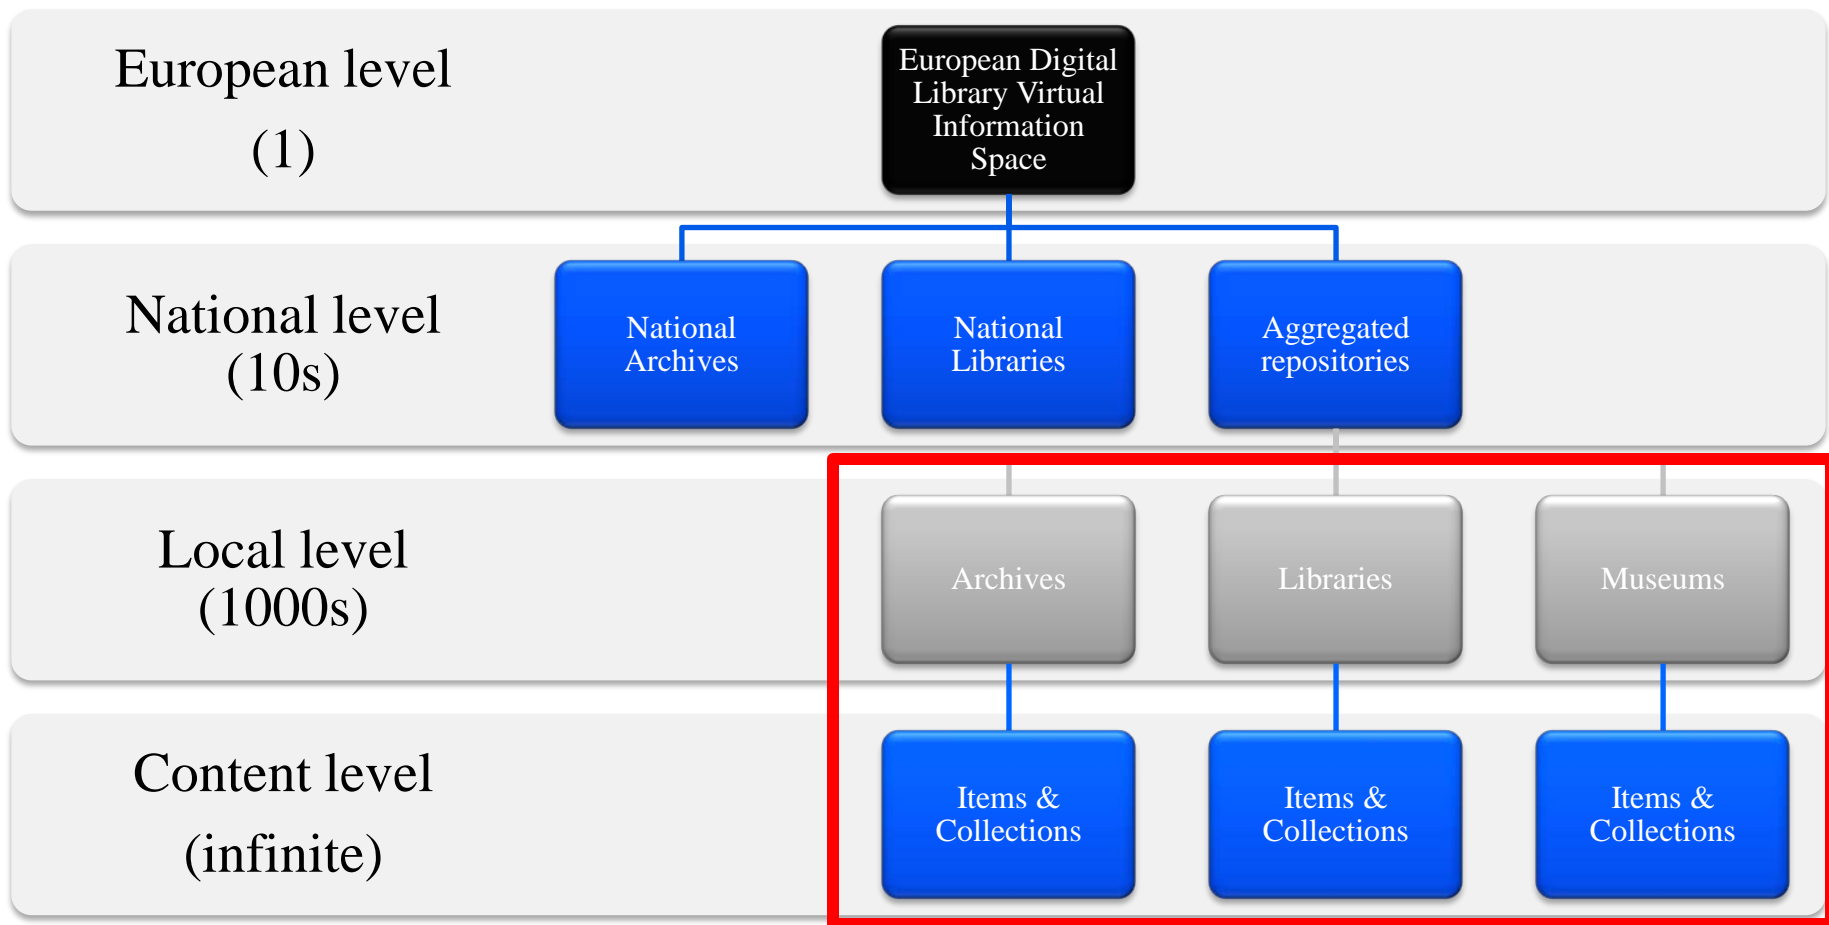 European level
(1)
European Digital
Library Virtual
Information
Space
National level
(10s)
National
Archives
National
Libraries
Aggregated
repositories
Local level
(1000s)
Archives
Libraries
Museums
Content level
(infinite)
Items &
Collections
Items &
Collections
Items &
Collections